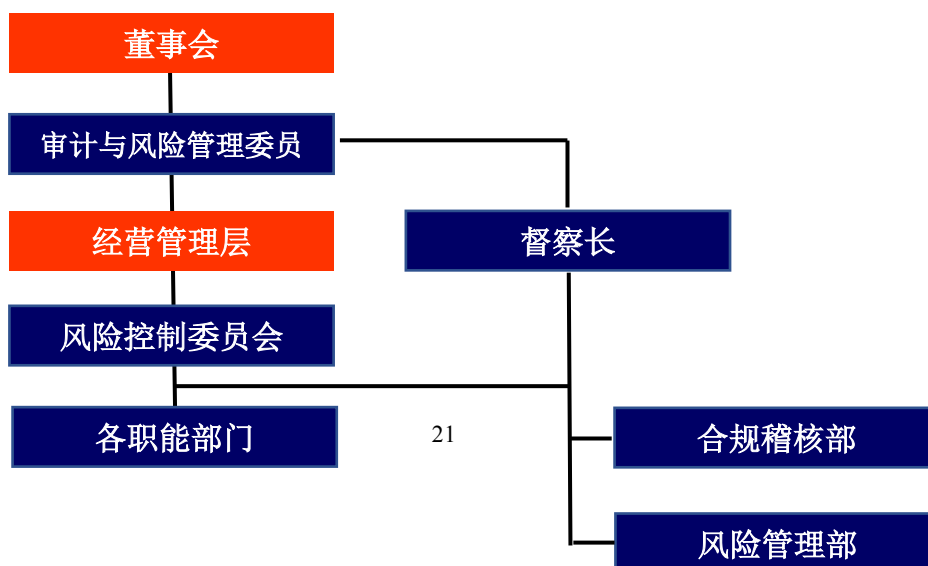 董事会
审计与风险管理委员
经营管理层
督察长
风险控制委员会
各职能部门
21
合规稽核部
风险管理部